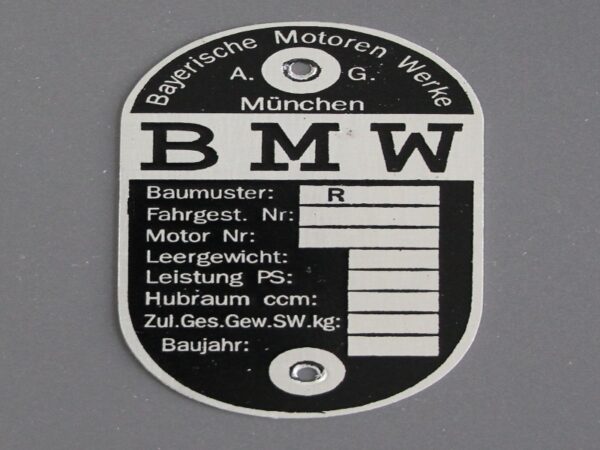 Bayerische Motoren Werke
A. G.
München
BMW
Baumuster: R
Fahrgest. Nr:
Motor Nr:
Leergewicht:
Leistung PS:
Hubraum ccm:
Zul.Ges.Gew.SW.kg:
Baujahr: